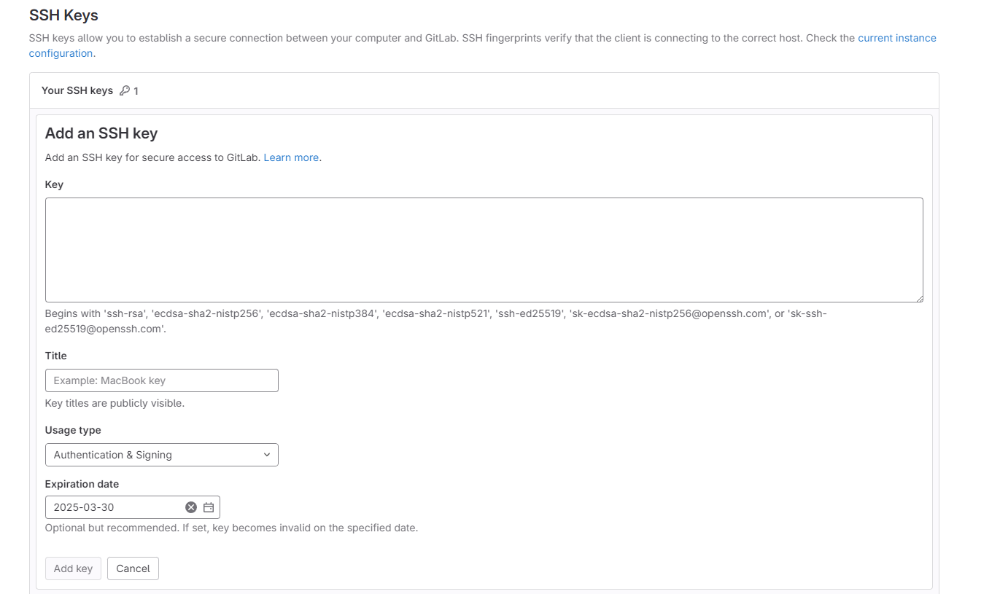 SSH Keys
SSH keys allow you to establish a secure connection between your computer and GitLab. SSH fingerprints verify that the client is connecting to the correct host. Check the current instance
configuration.
Your SSH keys 1
Add an SSH key
Add an SSH key for secure access to GitLab. Learn more.
Key
Begins with 'ssh-rsa', 'ecdsa-sha2-nistp256', 'ecdsa-sha2-nistp384', 'ecdsa-sha2-nistp521', 'ssh-ed25519', 'sk-ecdsa-sha2-nistp256@openssh.com', or 'sk-ssh-
ed25519@openssh.com'.
Title
Example: MacBook key
Key titles are publicly visible.
Usage type
Authentication & Signing
Expiration date
2025-03-30
Optional but recommended. If set, key becomes invalid on the specified date.
Add key Cancel